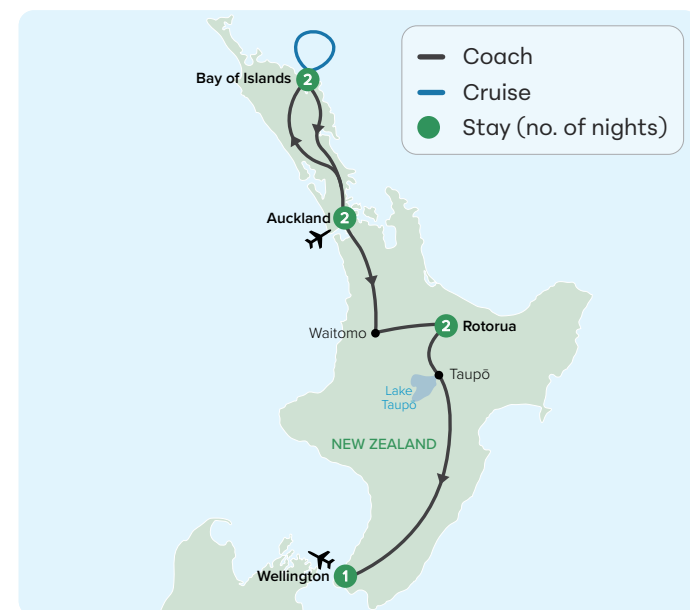 Coach
Cruise
Stay (no. of nights)
Bay of Islands 2
Auckland 2
Waitomo
2 Rotorua
Taupō
Lake
Taupō
NEW ZEALAND
Wellington 1